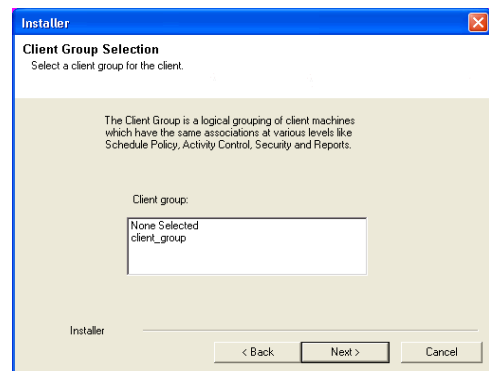 Installer
Client Group Selection
Select a client group for the client.
The Client Group is a logical grouping of client machines
which have the same associations at various levels like
Schedule Policy, Activity Control, Security and Reports.
Client group:
None Selected
client_group
Installer
< Back
Next >
Cancel